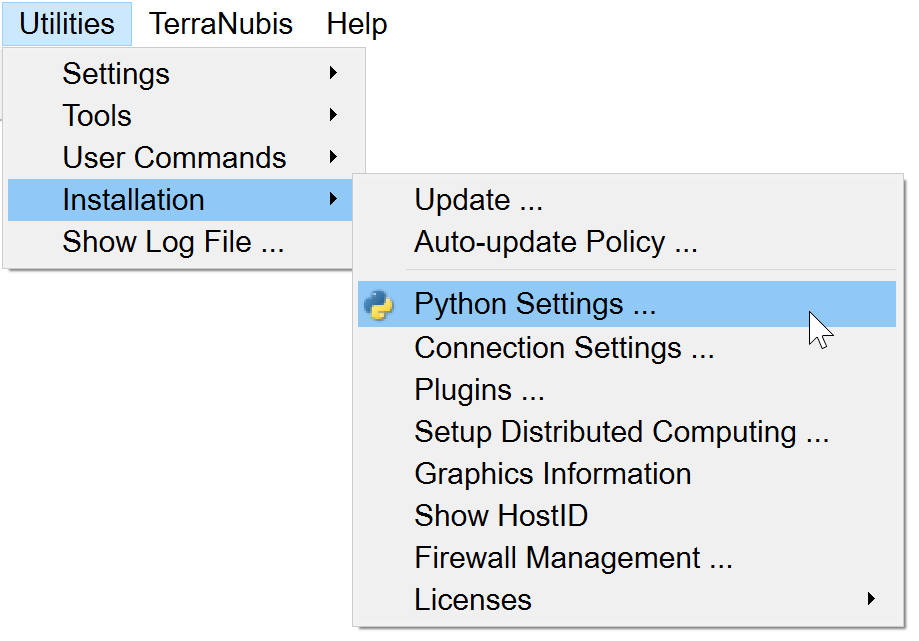 Utilities TerraNubis Help
Settings
Tools
User Commands
Installation
Show Log File ...
Update ...
Auto-update Policy ...
Python Settings ...
Connection Settings ...
Plugins ...
Setup Distributed Computing ...
Graphics Information
Show HostID
Firewall Management ...
Licenses